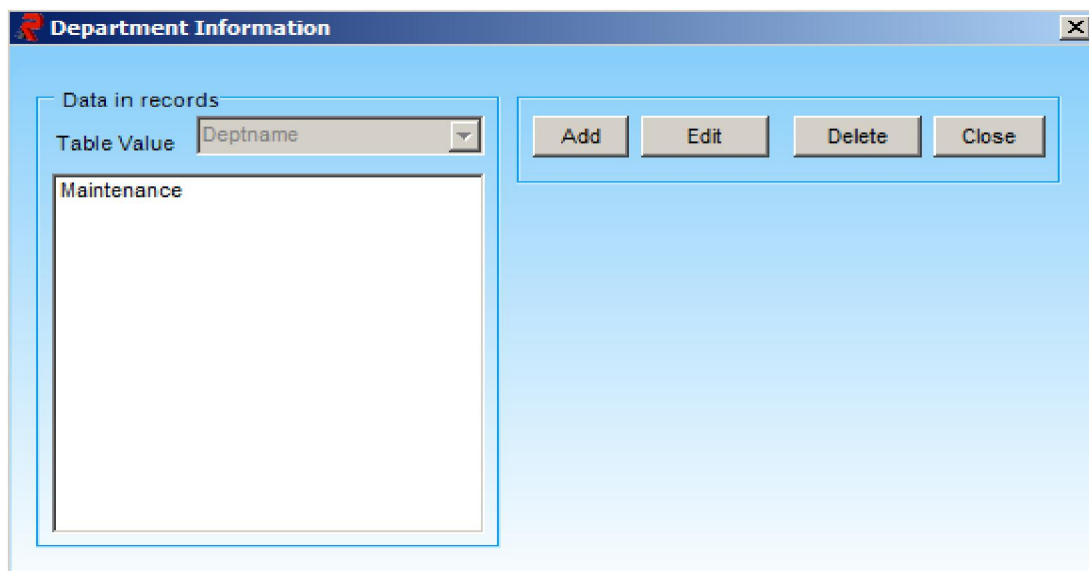 Department Information
Data in records
Table Value Deptname
Maintenance
Add Edit Delete Close